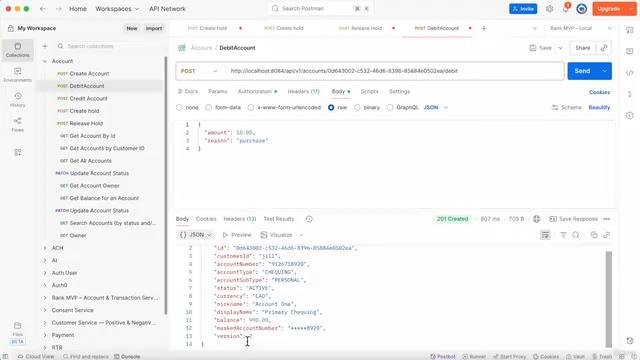 Home Workspaces API Network
Search Postman
Invite
Upgrade
My Workspace
New Import
POST Create hold
POST Create hold
POST Release Hold
POST DebitAccount
Bank MVP – Local
Collections
Environments
History
Flows
Files
BETA
Search collections
Account
POST Create Account
POST DebitAccount
POST Credit Account
POST Create hold
POST Release Hold
GET Get Account By Id
GET Get Accounts by Customer ID
GET Get All Accounts
PATCH Update Account Status
GET Get Account Owner
GET Get Balance for an Account
PATCH Update Account Status
GET Search Accounts (by status and/...
GET Owner
ACH
AI
Auth User
Auth0
Bank MVP – Account Service (R...
Consent Service
Customer Service — Positive & Negativ...
Payment
RTR
Account / DebitAccount
Save
Share
POST
http://localhost:8084/api/v1/accounts/0d643002-c532-46d6-8396-85884e0502ea/debit
Send
Docs Params Authorization Headers (11) Body Scripts Settings
Cookies
none form-data x-www-form-urlencoded raw binary GraphQL JSON
Schema Beautify
1 {
2 "amount": 10.00,
3 "reason": "purchase"
4 }
Body Cookies Headers (13) Test Results
201 Created 807 ms 705 B
Save Response
{} JSON Preview Visualize
2 "id": "0d643002-c532-46d6-8396-85884e0502ea",
3 "customerId": "jill",
4 "accountNumber": "9126718920",
5 "accountType": "CHEQUING",
6 "accountSubType": "PERSONAL",
7 "status": "ACTIVE",
8 "currency": "CAD",
9 "nickname": "Account One",
10 "displayName": "Primary Chequing",
11 "balance": 990.00,
12 "maskedAccountNumber": "*****8920",
13 "version": 2
14 }
Cloud View
Find and replace
Console
Terminal
Postbot
Runner
Start Proxy
Cookies
Vault
Trash